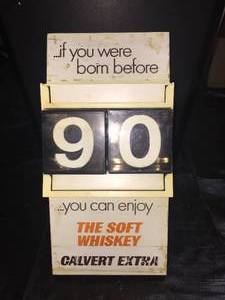 ...if you were
born before
90
...you can enjoy
THE SOFT
WHISKEY
CALVERT EXTRA